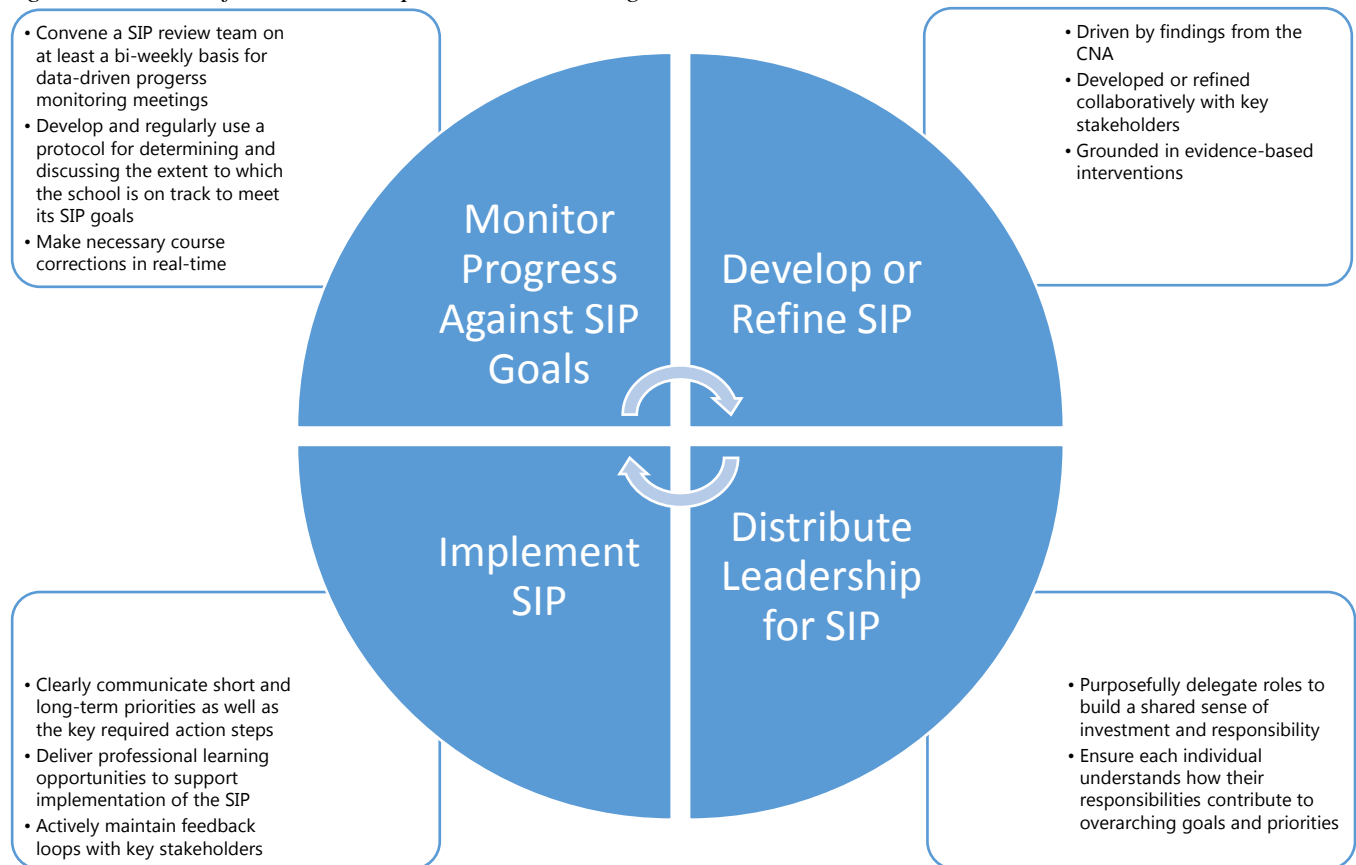 • Convene a SIP review team on
at least a bi-weekly basis for
data-driven progerss
monitoring meetings
• Develop and regularly use a
protocol for determining and
discussing the extent to which
the school is on track to meet
its SIP goals
• Make necessary course
corrections in real-time
• Driven by findings from the
CNA
• Developed or refined
collaboratively with key
stakeholders
• Grounded in evidence-based
interventions
Monitor
Progress
Against SIP
Goals
Develop or
Refine SIP
Implement
SIP
Distribute
Leadership
for SIP
• Clearly communicate short and
long-term priorities as well as
the key required action steps
• Deliver professional learning
opportunities to support
implementation of the SIP
• Actively maintain feedback
loops with key stakeholders
• Purposefully delegate roles to
build a shared sense of
investment and responsibility
• Ensure each individual
understands how their
responsibilities contribute to
overarching goals and priorities